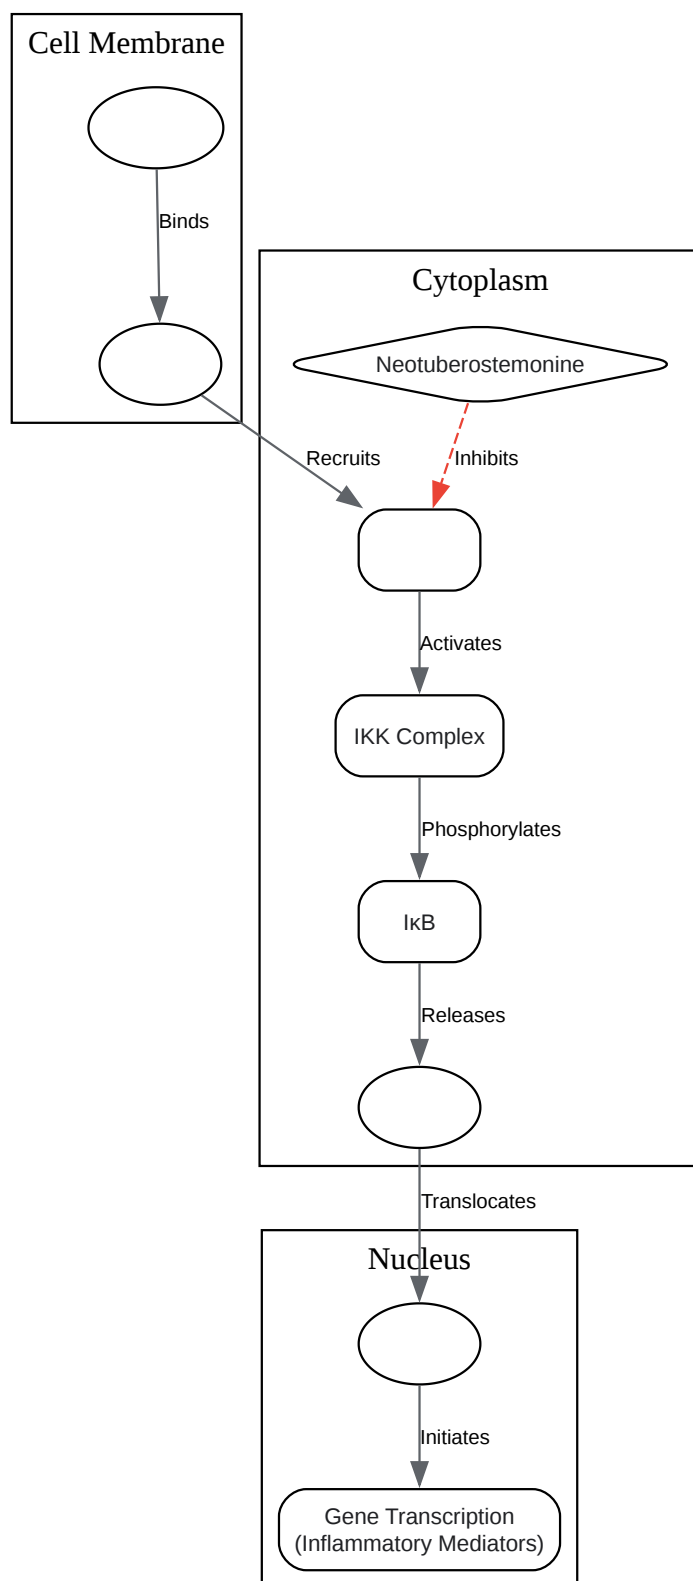 Cell Membrane
Binds
Cytoplasm
Neotuberostemonine
Recruits
Inhibits
Activates
IKK Complex
Phosphorylates
IκB
Releases
Translocates
Nucleus
Initiates
Gene Transcription
(Inflammatory Mediators)